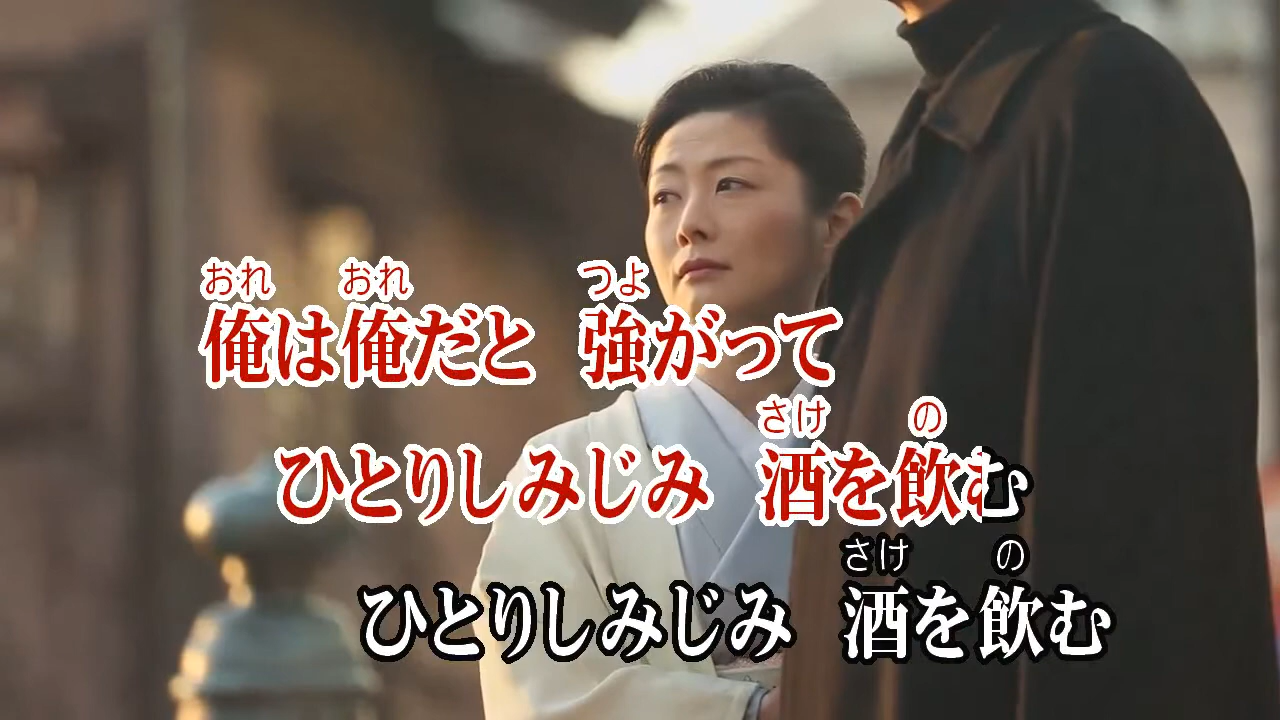 おれ おれ つよ
俺は俺だと 強がって
さけ の
ひとりしみじみ 酒を飲む
さけ の
ひとりしみじみ 酒を飲む